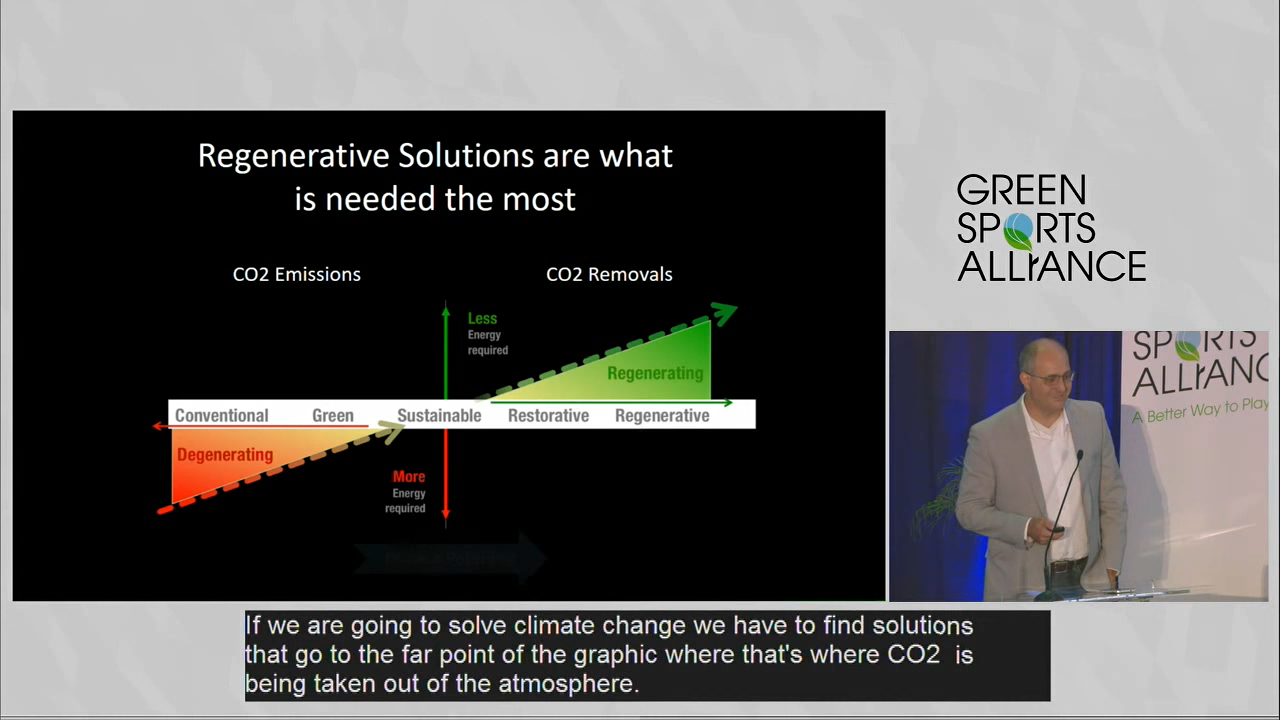 Regenerative Solutions are what
is needed the most
CO2 Emissions
CO2 Removals
Less
Energy
required
Regenerating
Conventional
Green
Sustainable
Restorative
Regenerative
Degenerating
More
Energy
required
GREEN
SPORTS
ALLIANCE
SPORTS
ALLIANC
A Better Way to Play
If we are going to solve climate change we have to find solutions
that go to the far point of the graphic where that's where CO2 is
being taken out of the atmosphere.